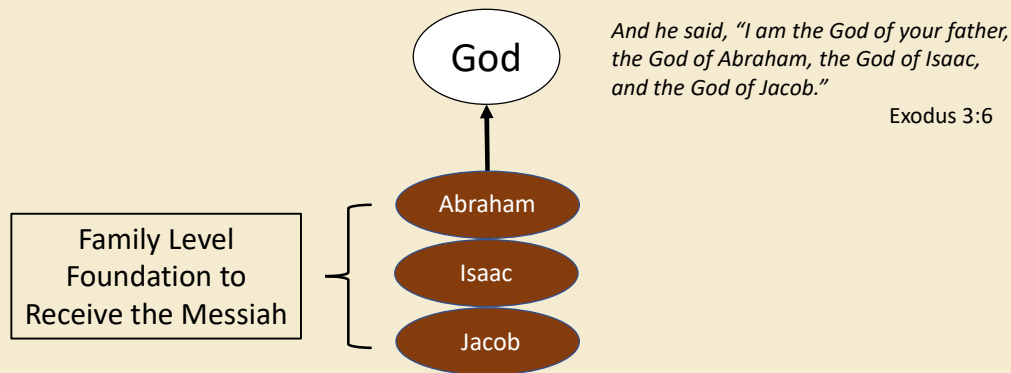 God
And he said, “I am the God of your father,
the God of Abraham, the God of Isaac,
and the God of Jacob.”
Exodus 3:6
Abraham
Family Level
Foundation to
Receive the Messiah
Isaac
Jacob